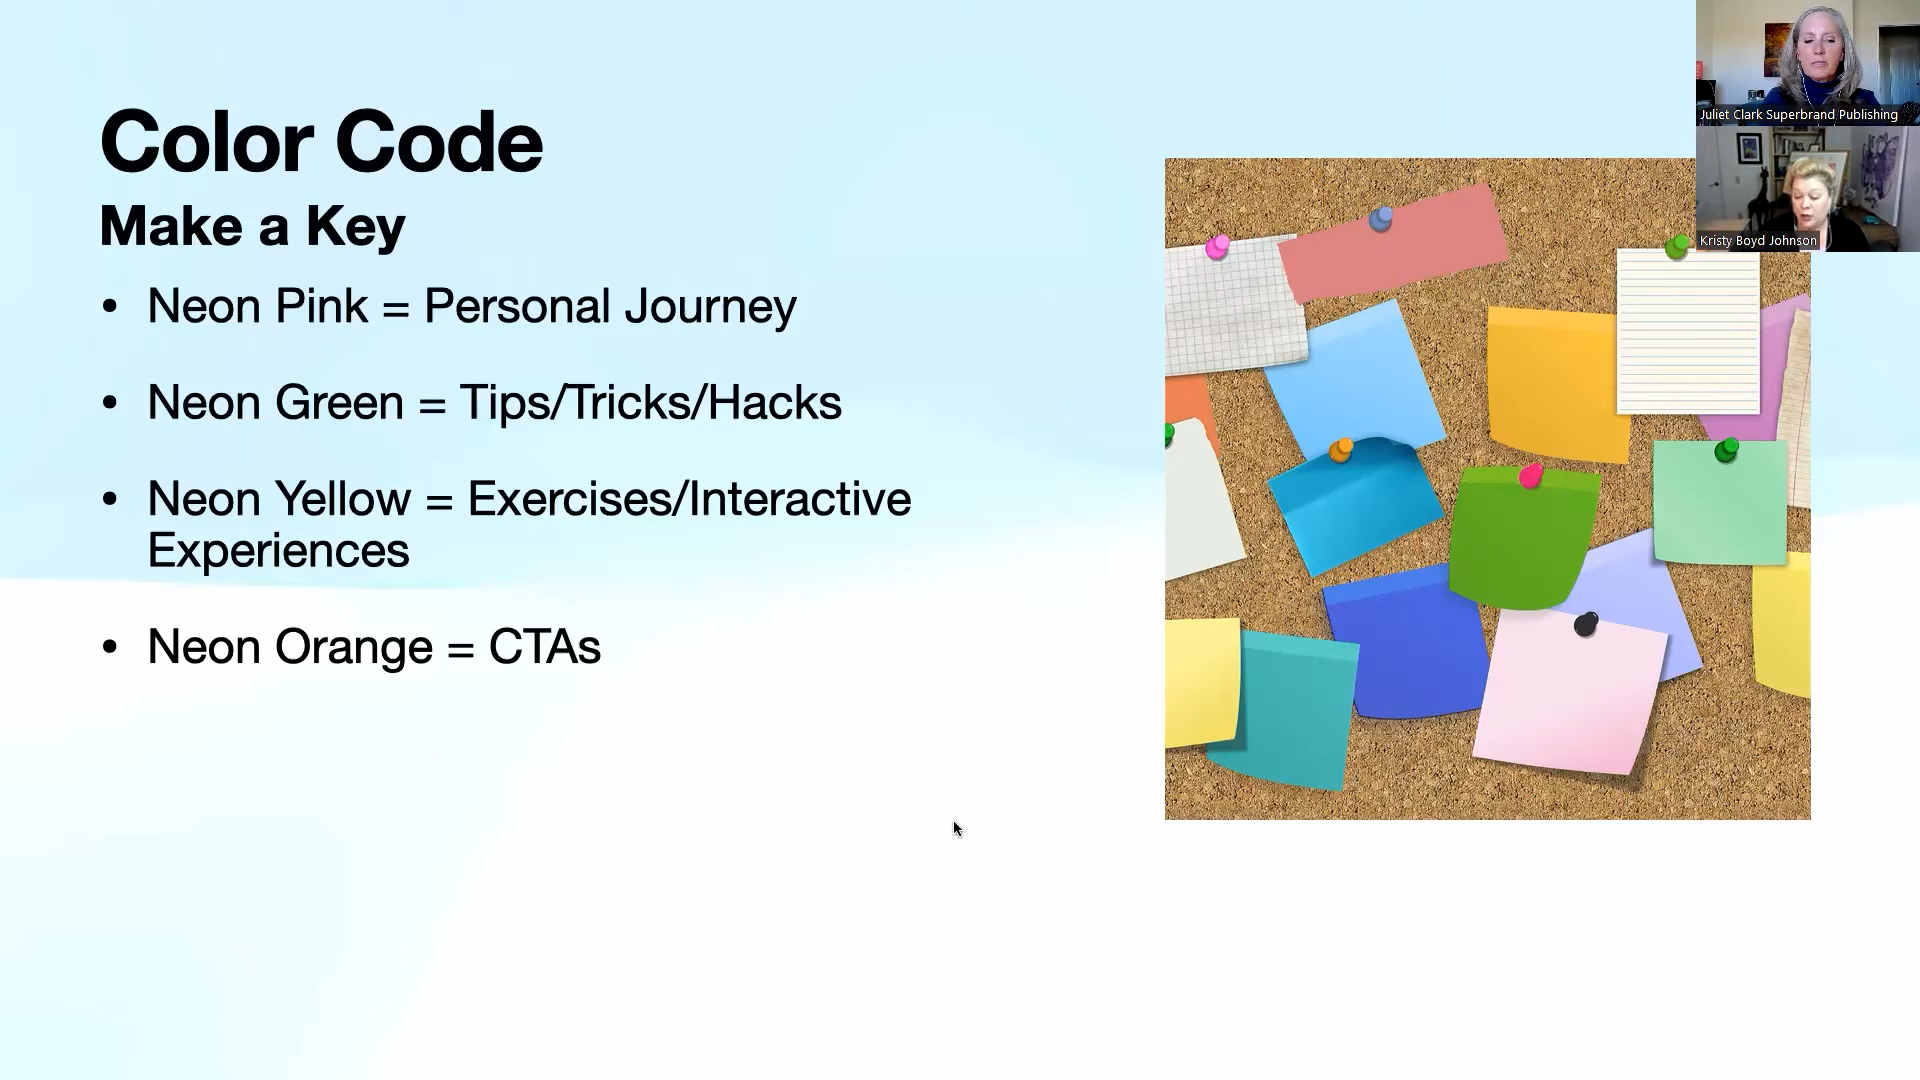 Color Code
Make a Key
• Neon Pink = Personal Journey
• Neon Green = Tips/Tricks/Hacks
• Neon Yellow = Exercises/Interactive
Experiences
• Neon Orange = CTAs
Juliet Clark Superbrand Publishing
Kristy Boyd Johnson